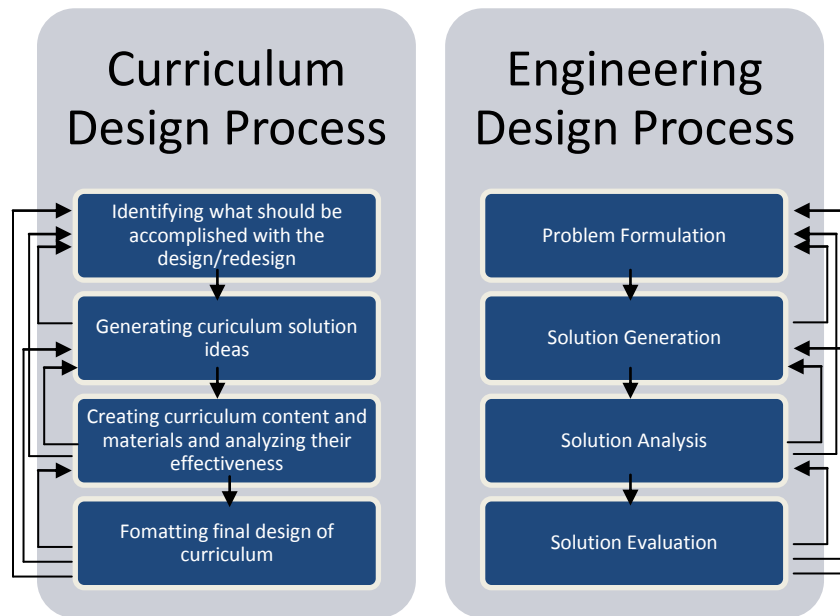 Curriculum
Design Process
Identifying what should be
accomplished with the
design/redesign
Generating curiculum solution
ideas
Creating curriculum content and
materials and analyzing their
effectiveness
Fomatting final design of
curriculum
Engineering
Design Process
Problem Formulation
Solution Generation
Solution Analysis
Solution Evaluation